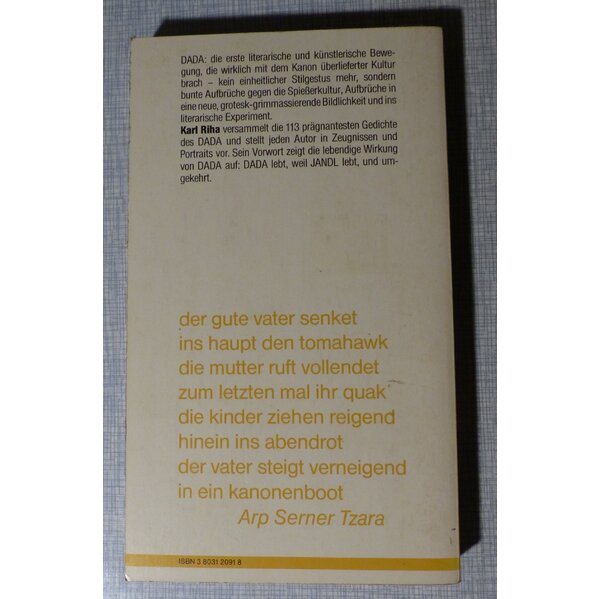 DADA: die erste literarische und künstlerische Bewe-
gung, die wirklich mit dem Kanon überlieferter Kultur
brach – kein einheitlicher Stilgestus mehr, sondern
bunte Aufbrüche gegen die Spießerkultur, Aufbrüche in
eine neue, grotesk-grimmassierende Bildlichkeit und ins
literarische Experiment.
Karl Riha versammelt die 113 prägnantesten Gedichte
des DADA und stellt jeden Autor in Zeugnissen und
Portraits vor. Sein Vorwort zeigt die lebendige Wirkung
von DADA auf: DADA lebt, weil JANDL lebt, und um-
gekehrt.
der gute vater senket
ins haupt den tomahawk
die mutter ruft vollendet
zum letzten mal ihr quak
die kinder ziehen reigend
hinein ins abendrot
der vater steigt verneigend
in ein kanonenboot
Arp Serner Tzara
ISBN 3 8031 2091 8